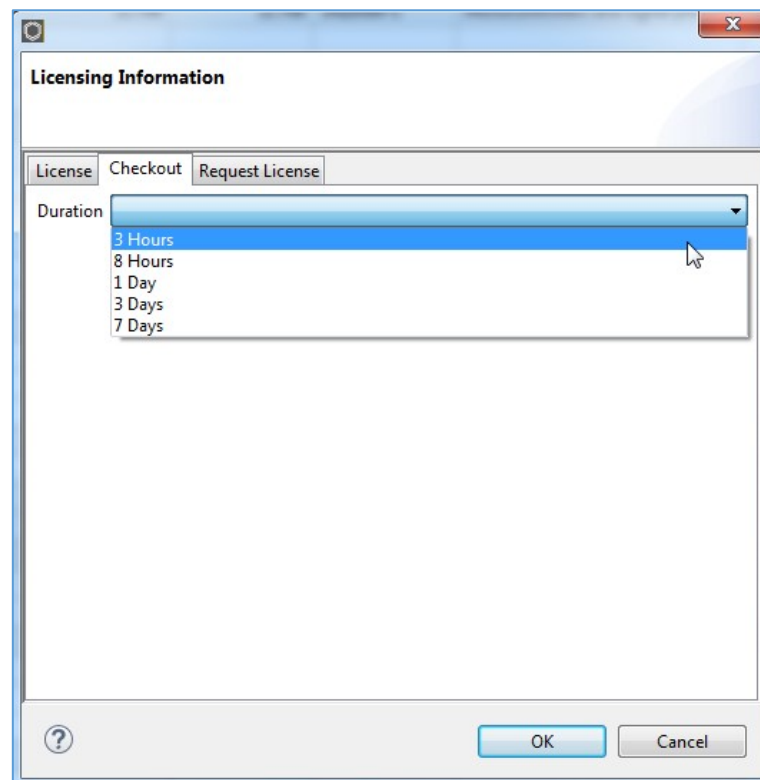 Licensing Information
License Checkout Request License
Duration
3 Hours
8 Hours
1 Day
3 Days
7 Days
OK Cancel